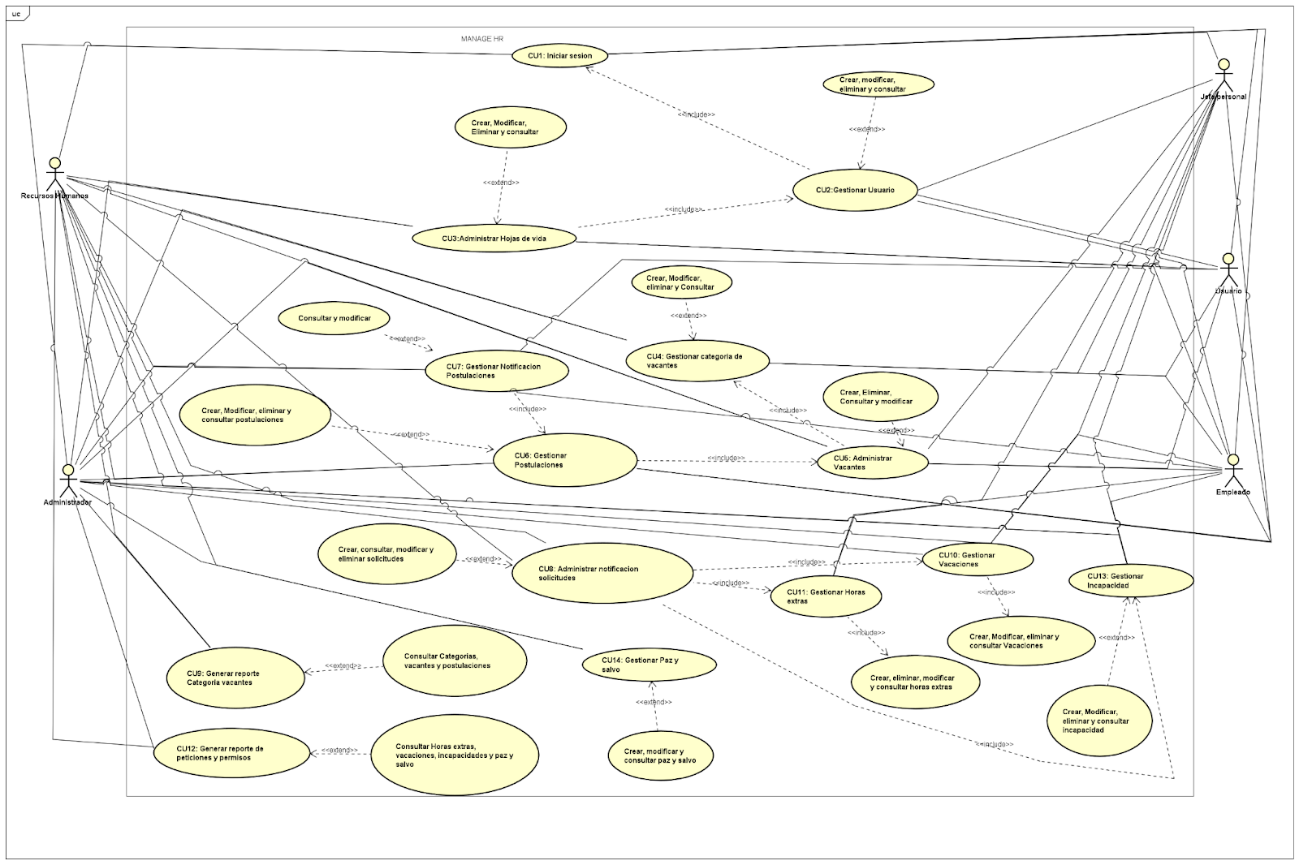 uc
MANAGE HR
CU1: Iniciar sesion
Crear, modificar,
eliminar y consultar
<<include>>
Crear, Modificar,
Eliminar y consultar
<<extend>>
Jefe personal
Recursos Humanos
<<extend>>
CU2:Gestionar Usuario
<<include>>
CU3:Administrar Hojas de vida
Usuario
Crear, Modificar,
eliminar y Consultar
Consultar y modificar
<<extend>>
<<extend>>
CU7: Gestionar Notificacion
Postulaciones
CU4: Gestionar categoria de
vacantes
Crear, Eliminar,
Consultar y modificar
Crear, Modificar, eliminar y
consultar postulaciones
<<include>>
<<include>>
<<extend>>
<<extend>>
CU6: Gestionar
Postulaciones
<<include>>
CU5: Administrar
Vacantes
Administrador
Empleado
Crear, consultar, modificar y
eliminar solicitudes
<<extend>>
CU8: Administrar notificacion
solicitudes
<<include>>
CU10: Gestionar
Vacaciones
<<include>>
CU11: Gestionar Horas
extras
CU13: Gestionar
Incapacidad
<<include>>
<<include>>
Crear, Modificar, eliminar y
consultar Vacaciones
<<extend>>
CU9: Generar reporte
Categoria vacantes
<<extend>>
Consultar Categorias,
vacantes y postulaciones
CU14: Gestionar Paz y
salvo
Crear, eliminar, modificar
y consultar horas extras
<<extend>>
Crear, Modificar,
eliminar y consultar
incapacidad
CU12: Generar reporte de
peticiones y permisos
<<extend>>
Consultar Horas extras,
vacaciones, incapacidades y paz y
salvo
Crear, modificar y
consultar paz y salvo
<<include>>